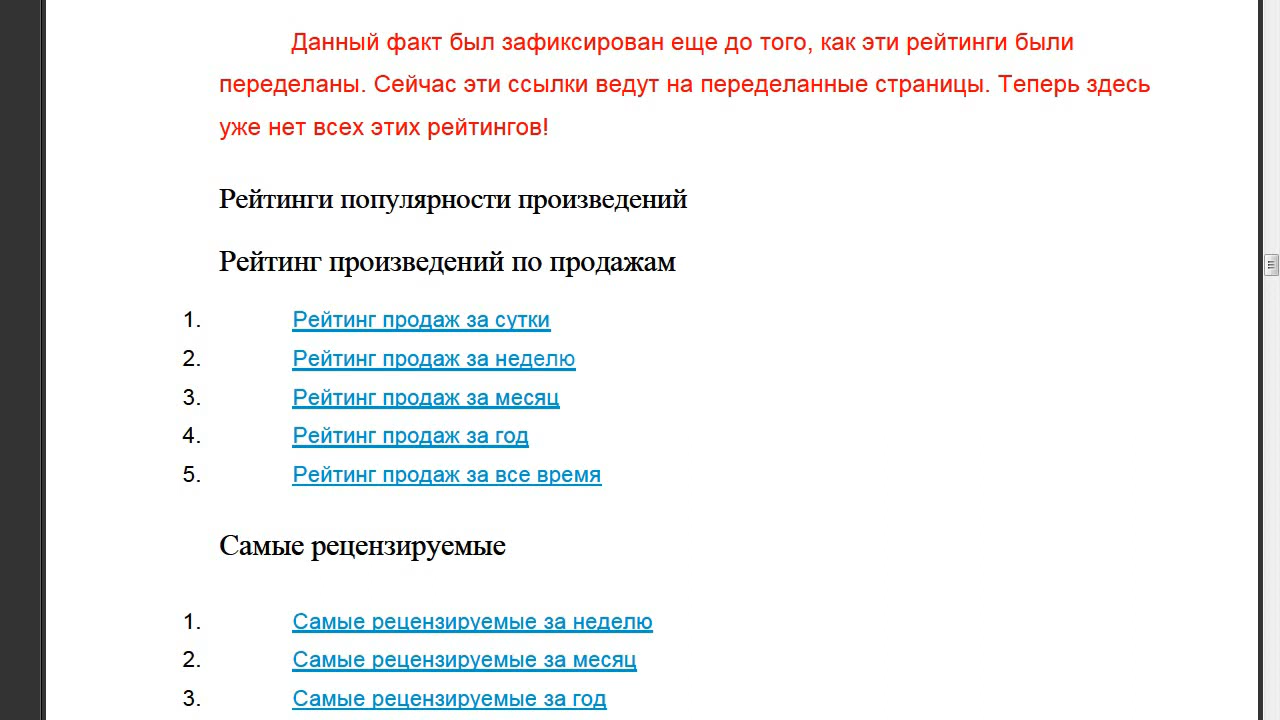 Данный факт был зафиксирован еще до того, как эти рейтинги были
переделаны. Сейчас эти ссылки ведут на переделанные страницы. Теперь здесь
уже нет всех этих рейтингов!
Рейтинги популярности произведений
Рейтинг произведений по продажам
1. Рейтинг продаж за сутки
2. Рейтинг продаж за неделю
3. Рейтинг продаж за месяц
4. Рейтинг продаж за год
5. Рейтинг продаж за все время
Самые рецензируемые
1. Самые рецензируемые за неделю
2. Самые рецензируемые за месяц
3. Самые рецензируемые за год